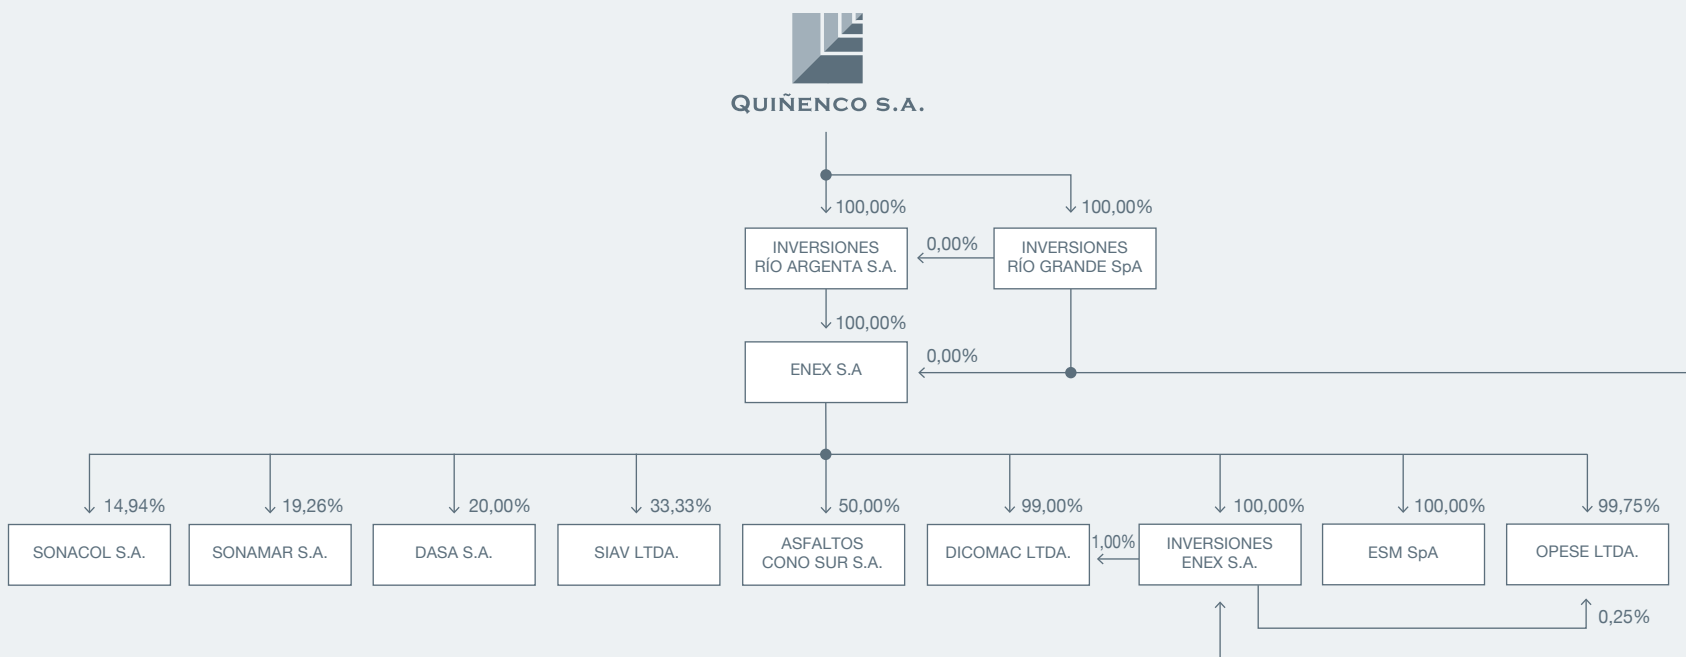 QUIÑENCO S.A.
100,00%
100,00%
INVERSIONES
RÍO ARGENTA S.A.
0,00%
INVERSIONES
RÍO GRANDE SpA
100,00%
ENEX S.A
0,00%
14,94%
19,26%
20,00%
33,33%
50,00%
99,00%
100,00%
100,00%
99,75%
SONACOL S.A.
SONAMAR S.A.
DASA S.A.
SIAV LTDA.
ASFALTOS
CONO SUR S.A.
DICOMAC LTDA.
1,00%
INVERSIONES
ENEX S.A.
ESM SpA
OPESE LTDA.
0,25%